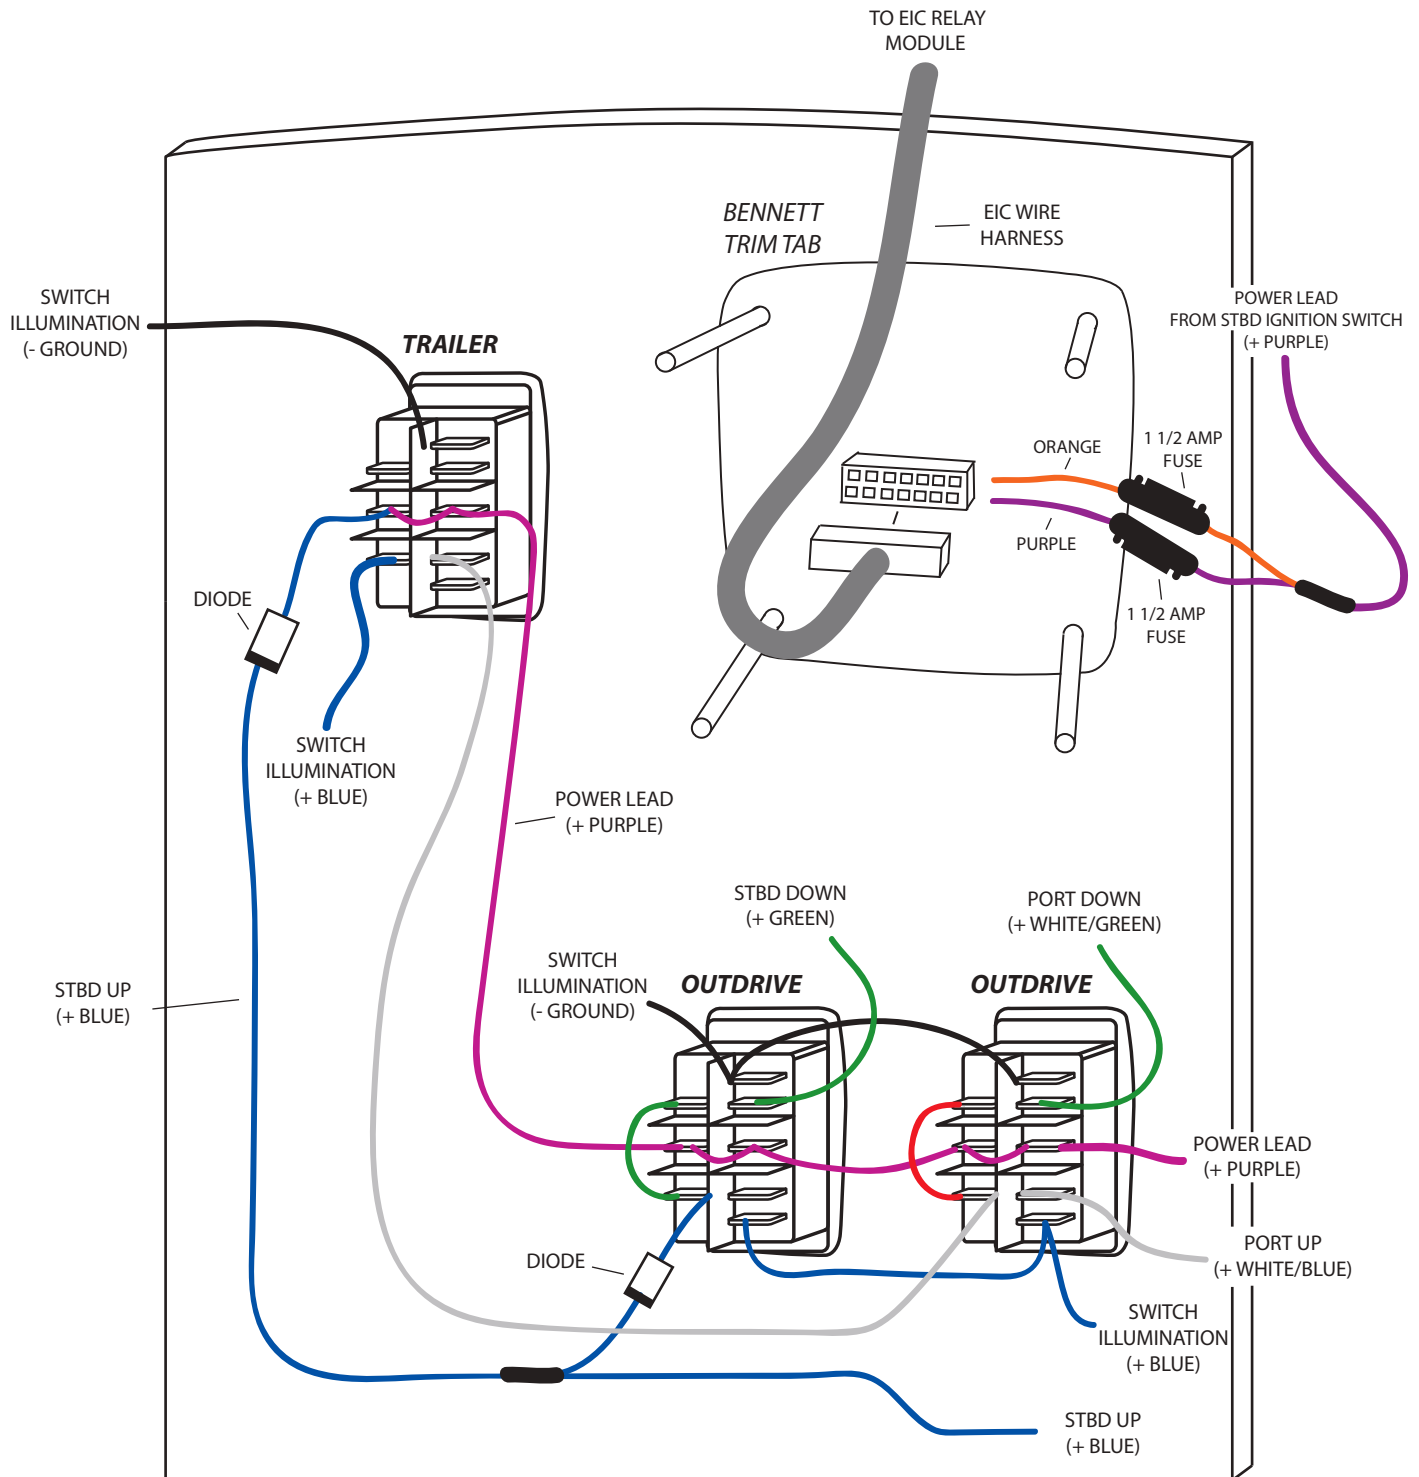 TO EIC RELAY
MODULE
BENNETT
TRIM TAB
EIC WIRE
HARNESS
SWITCH
ILLUMINATION
(- GROUND)
TRAILER
POWER LEAD
FROM STBD IGNITION SWITCH
(+ PURPLE)
ORANGE
1 1/2 AMP
FUSE
PURPLE
1 1/2 AMP
FUSE
DIODE
SWITCH
ILLUMINATION
(+ BLUE)
POWER LEAD
(+ PURPLE)
STBD DOWN
(+ GREEN)
PORT DOWN
(+ WHITE/GREEN)
SWITCH
ILLUMINATION
(- GROUND)
OUTDRIVE
OUTDRIVE
STBD UP
(+ BLUE)
POWER LEAD
(+ PURPLE)
DIODE
PORT UP
(+ WHITE/BLUE)
SWITCH
ILLUMINATION
(+ BLUE)
STBD UP
(+ BLUE)